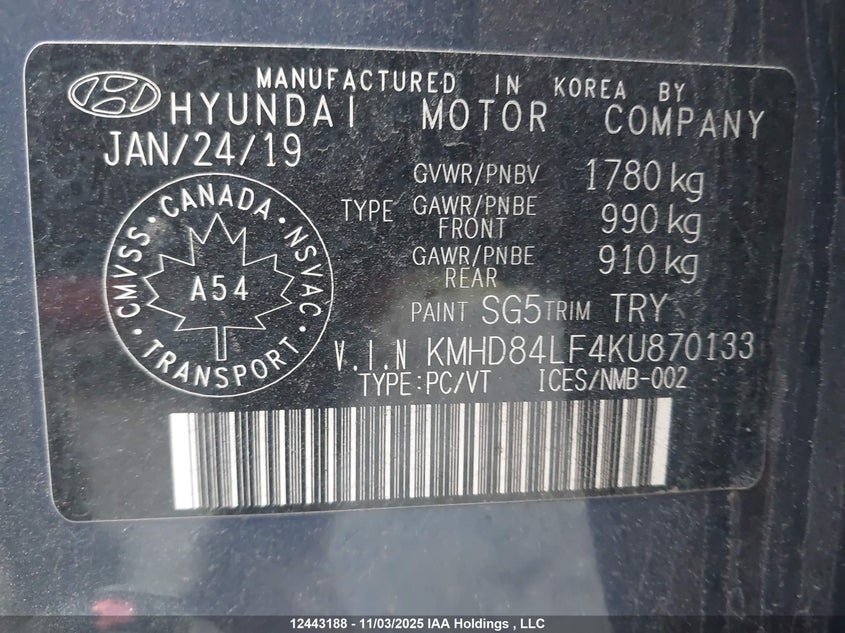 MANUFACTURED IN KOREA BY
HYUNDAI MOTOR COMPANY
JAN/24/19
GVWR/PNBV 1780 kg
TYPE GAWR/PNBE FRONT 990 kg
GAWR/PNBE REAR 910 kg
PAINT SG5 TRIM TRY
CMVSS · CANADA · NSVAC · TRANSPORT ·
A54
V.I.N KMHD84LF4KU870133
TYPE:PC/VT ICES/NMB-002
12443188 - 11/03/2025 IAA Holdings , LLC